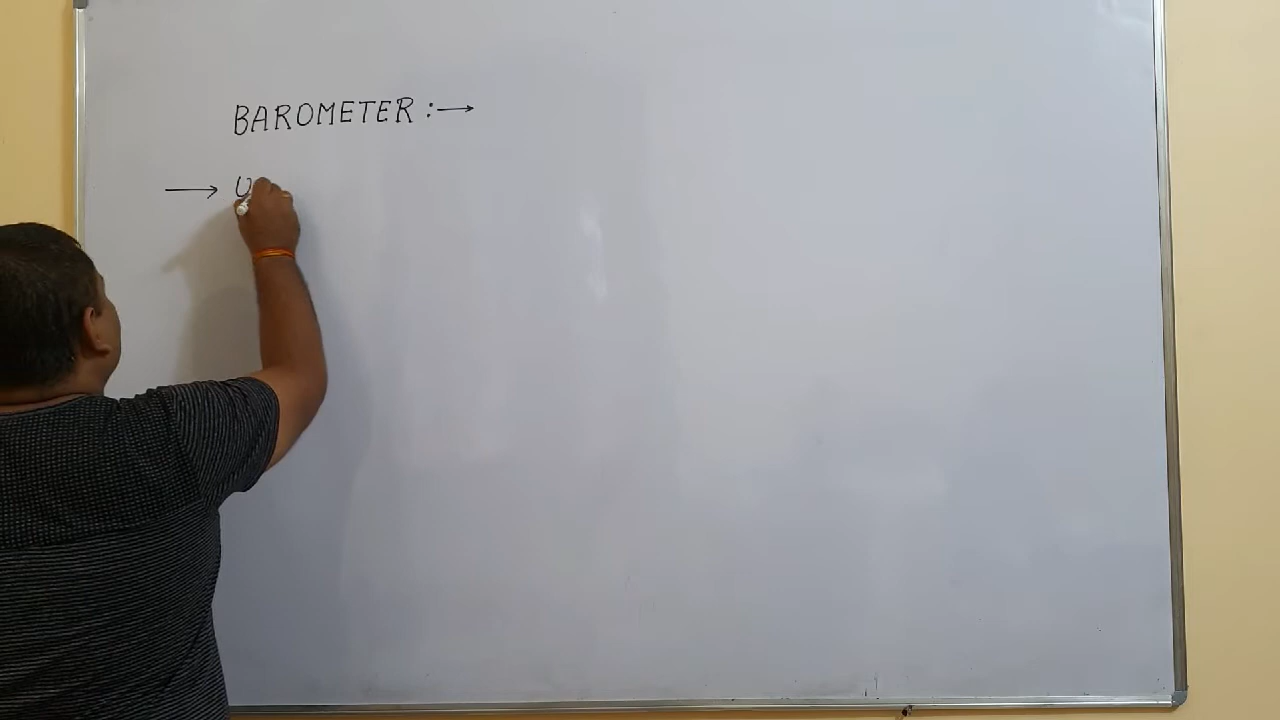 BAROMETER :→
→ U